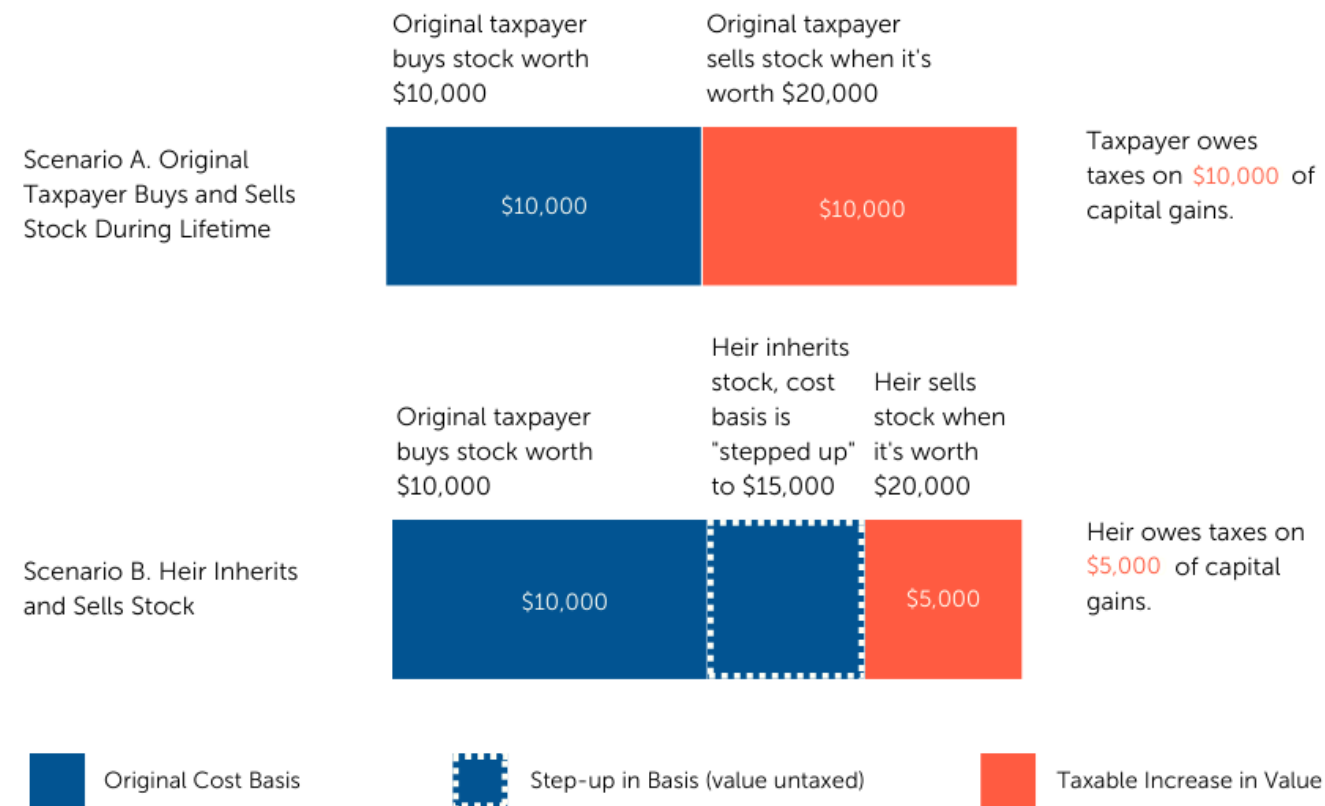 Original taxpayer
buys stock worth
$10,000
Original taxpayer
sells stock when it's
worth $20,000
Scenario A. Original
Taxpayer Buys and Sells
Stock During Lifetime
$10,000
$10,000
Taxpayer owes
taxes on $10,000 of
capital gains.
Original taxpayer
buys stock worth
$10,000
Heir inherits
stock, cost
basis is
"stepped up"
to $15,000
Heir sells
stock when
it's worth
$20,000
Scenario B. Heir Inherits
and Sells Stock
$10,000
$5,000
Heir owes taxes on
$5,000 of capital
gains.
Original Cost Basis
Step-up in Basis (value untaxed)
Taxable Increase in Value